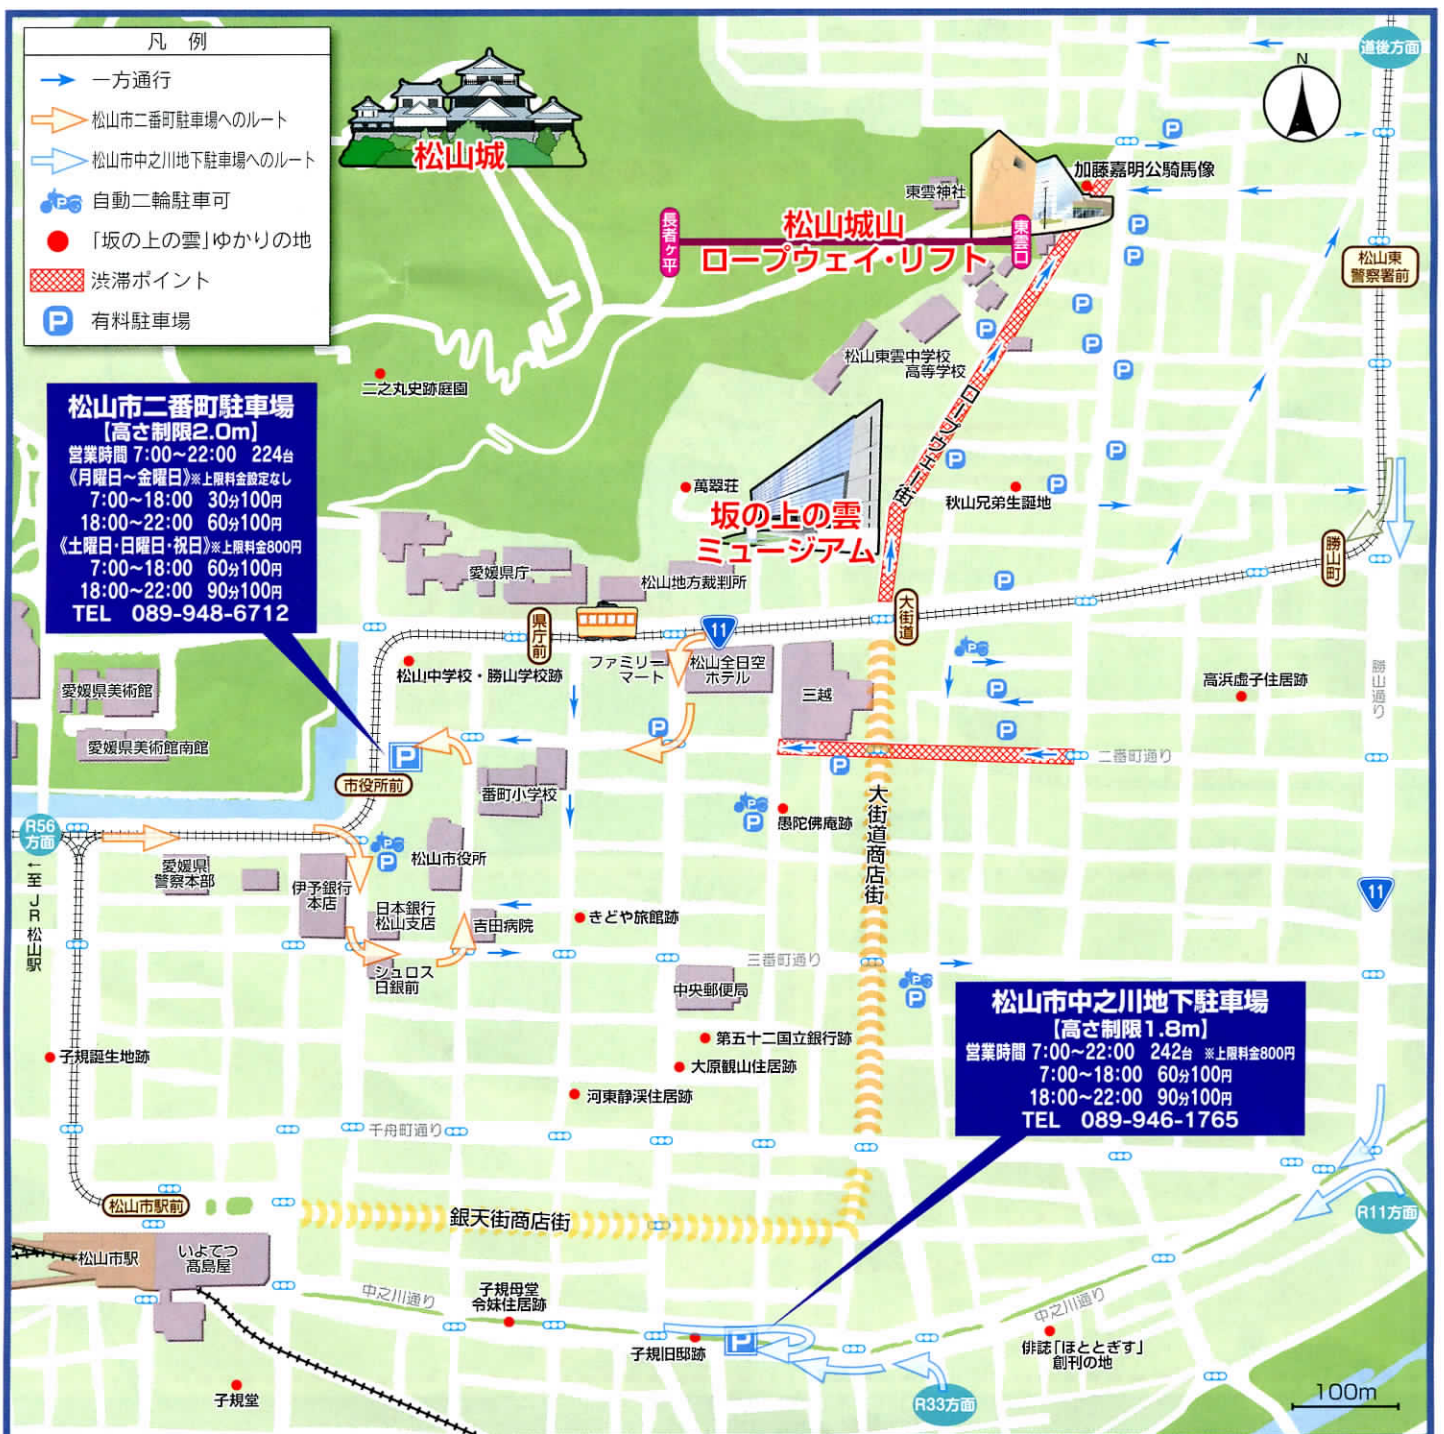 凡 例
一方通行
松山市二番町駐車場へのルート
松山市中之川地下駐車場へのルート
自動二輪駐車可
「坂の上の雲」ゆかりの地
渋滞ポイント
P 有料駐車場
松山城
道後方面
N
加藤嘉明公騎馬像
東雲神社
松山城山
ロープウェイ・リフト
長者ヶ平
東雲口
松山東
警察署前
松山東雲中学校
高等学校
ロープウェー街
二之丸史跡庭園
松山市二番町駐車場
【高さ制限2.0m】
営業時間 7:00～22:00 224台
《月曜日～金曜日》※上限料金設定なし
7:00～18:00 30分100円
18:00～22:00 60分100円
《土曜日・日曜日・祝日》※上限料金800円
7:00～18:00 60分100円
18:00～22:00 90分100円
TEL 089-948-6712
萬翠荘
坂の上の雲
ミュージアム
秋山兄弟生誕地
勝山町
愛媛県庁
松山地方裁判所
県庁前
11
大街道
松山中学校・勝山学校跡
ファミリー
マート
松山全日空
ホテル
三越
高浜虚子住居跡
勝山通り
愛媛県美術館
愛媛県美術館南館
P
市役所前
番町小学校
二番町通り
愚陀佛庵跡
大街道商店街
R56
方面
←至JR松山駅
愛媛県
警察本部
伊予銀行
本店
松山市役所
日本銀行
松山支店
吉田病院
きどや旅館跡
11
シュロス
日銀前
三番町通り
中央郵便局
第五十二国立銀行跡
大原観山住居跡
河東静渓住居跡
子規誕生地跡
松山市中之川地下駐車場
【高さ制限1.8m】
営業時間 7:00～22:00 242台 ※上限料金800円
7:00～18:00 60分100円
18:00～22:00 90分100円
TEL 089-946-1765
千舟町通り
松山市駅前
銀天街商店街
R11方面
松山市駅
いよてつ
髙島屋
中之川通り
子規母堂
令妹住居跡
中之川通り
子規旧邸跡
P
俳誌「ほととぎす」
創刊の地
子規堂
R33方面
100m